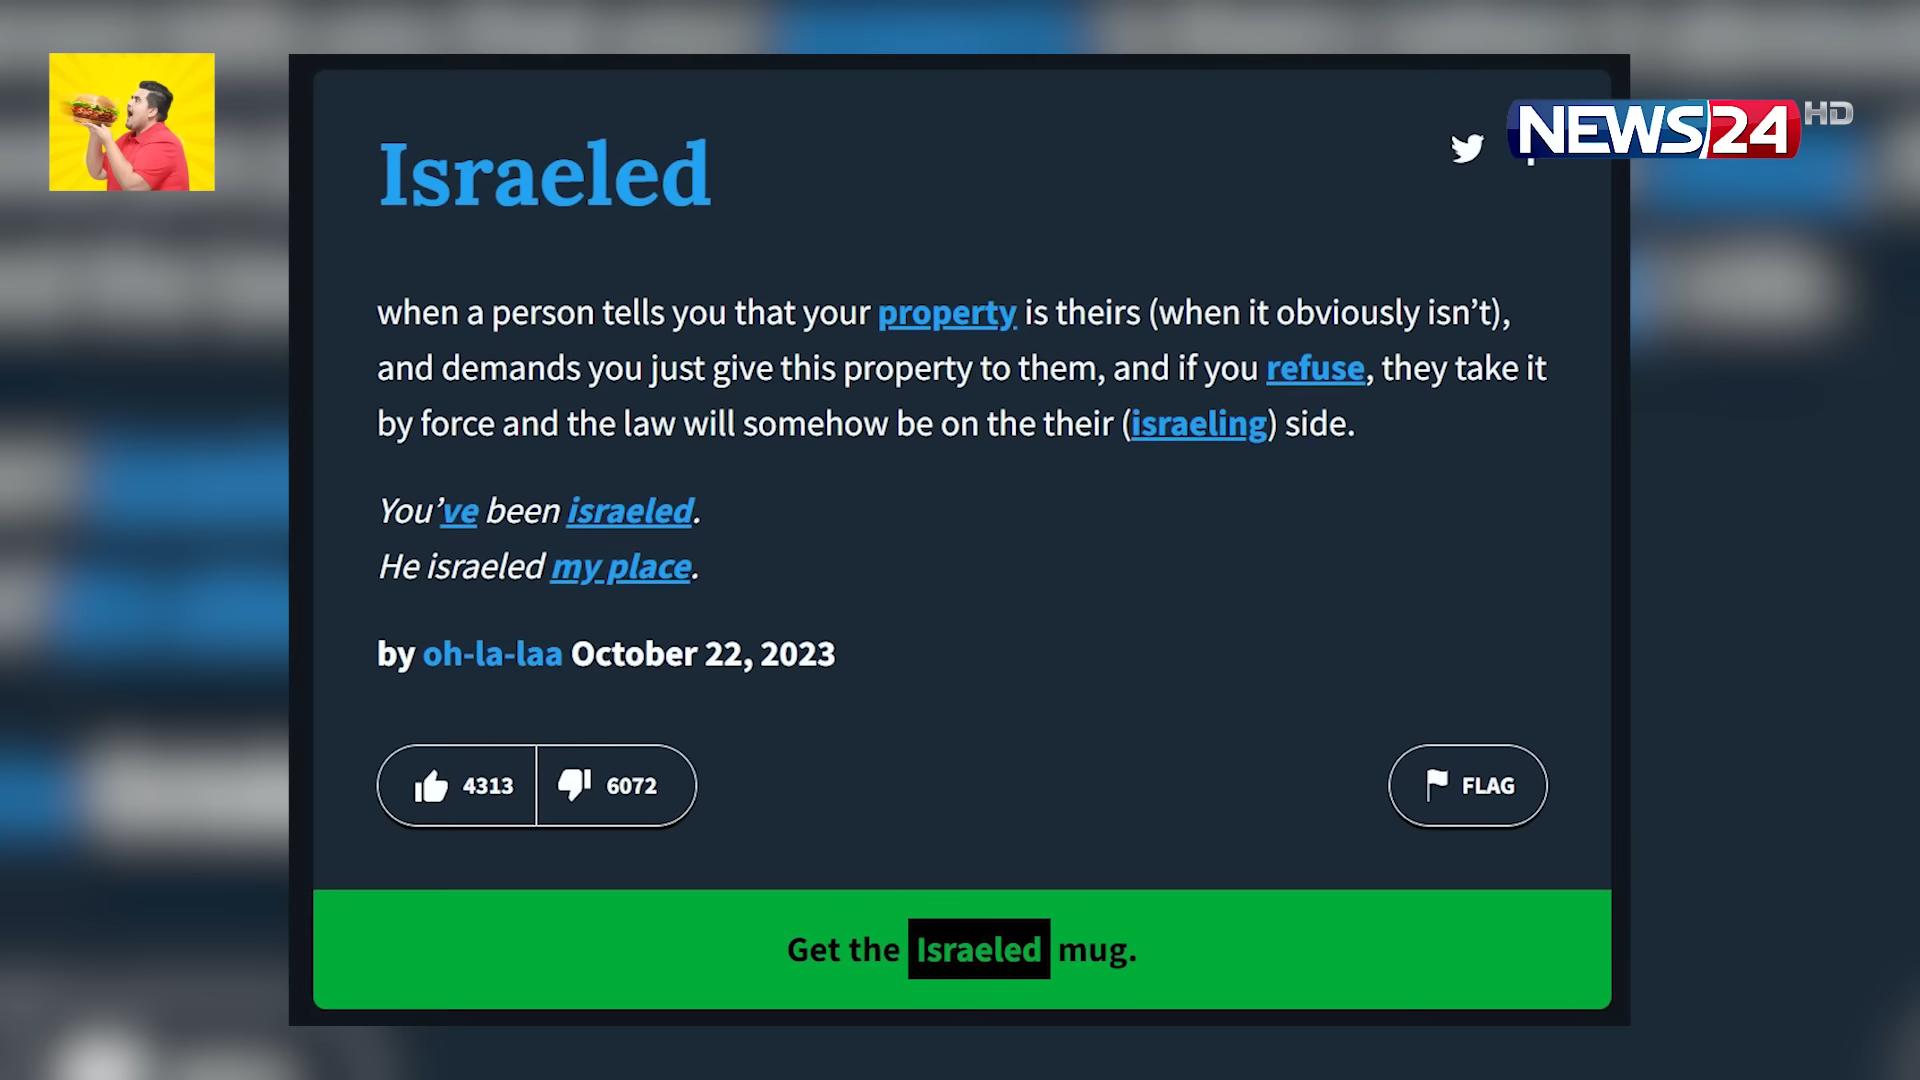 NEWS24 HD
Israeled
when a person tells you that your property is theirs (when it obviously isn’t),
and demands you just give this property to them, and if you refuse, they take it
by force and the law will somehow be on the their (israeling) side.
You’ve been israeled.
He israeled my place.
by oh-la-laa October 22, 2023
4313 6072 FLAG
Get the Israeled mug.